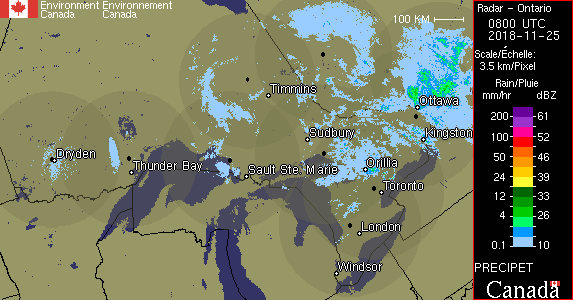 Environment Environnement
Canada Canada
100 KM
Timmins
Ottawa
Sudbury
Kingston
Dryden
Thunder Bay
Sault Ste. Marie
Orillia
Toronto
London
Windsor
Radar - Ontario
0800 UTC
2018-11-25
Scale/Échelle:
3.5 km/Pixel
Rain/Pluie
mm/hr dBZ
200 61
100 52
50 46
24 39
12 33
4 26
0.1 10
PRECIPET
Canada